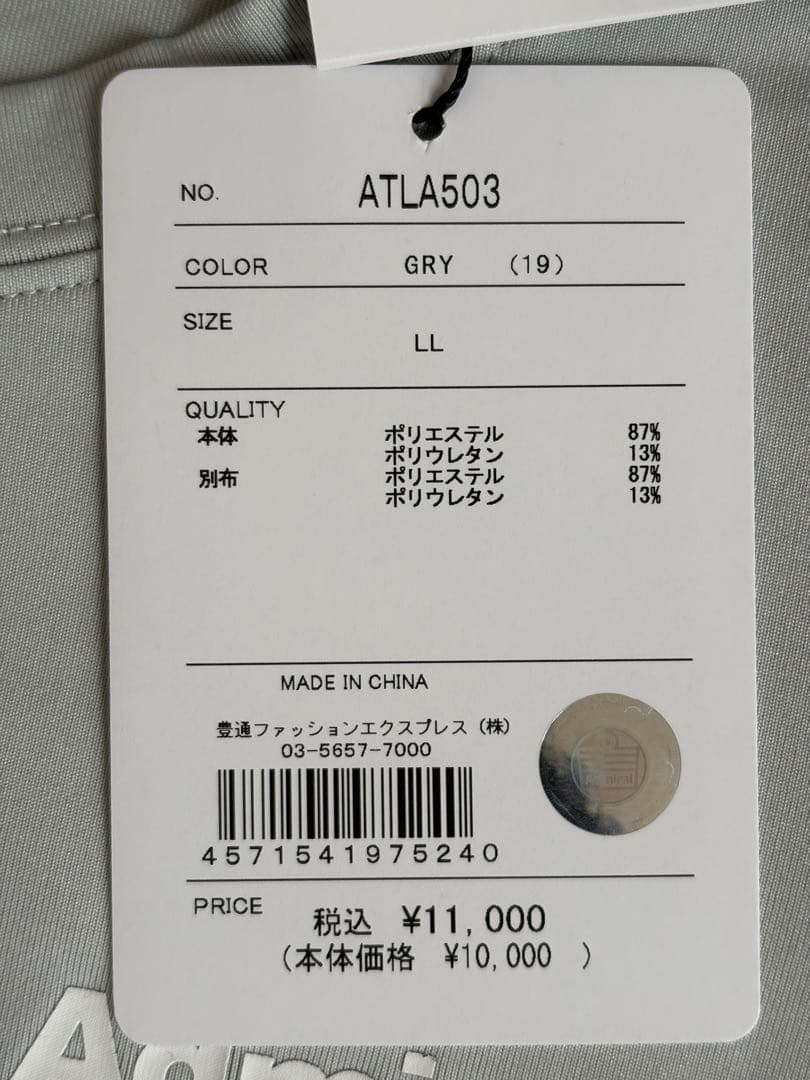 NO. ATLA503
COLOR GRY (19)
SIZE
LL
QUALITY
本体 ポリエステル 87%
ポリウレタン 13%
別布 ポリエステル 87%
ポリウレタン 13%
MADE IN CHINA
豊通ファッションエクスプレス（株）
03-5657-7000
4571541975240
PRICE 税込 ¥11,000
（本体価格 ¥10,000 ）
Admi